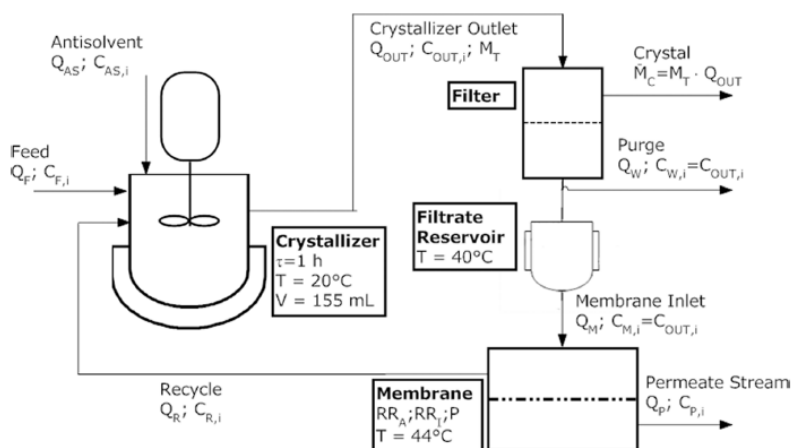 Antisolvent
Q_AS; C_AS,i
Feed
Q_F; C_F,i
Crystallizer Outlet
Q_OUT; C_OUT,i; M_T
Filter
Crystal
Ṁ_C=M_T · Q_OUT
Purge
Q_W; C_W,i=C_OUT,i
Crystallizer
τ=1 h
T = 20°C
V = 155 mL
Filtrate
Reservoir
T = 40°C
Membrane Inlet
Q_M; C_M,i=C_OUT,i
Recycle
Q_R; C_R,i
Membrane
RR_A;RR_I;P
T = 44°C
Permeate Stream
Q_P; C_P,i